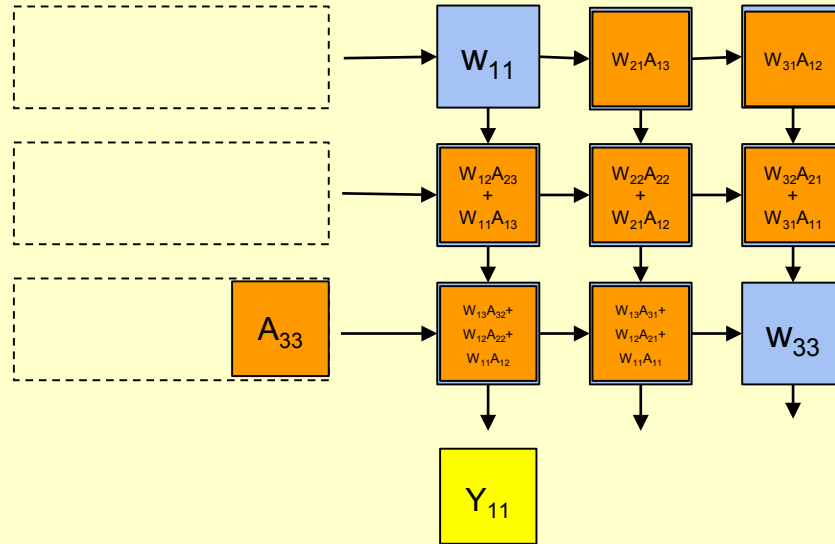 W₁₁
W₂₁A₁₃
W₃₁A₁₂
W₁₂A₂₃
+
W₁₁A₁₃
W₂₂A₂₂
+
W₂₁A₁₂
W₃₂A₂₁
+
W₃₁A₁₁
A₃₃
W₁₃A₃₂+
W₁₂A₂₂+
W₁₁A₁₂
W₁₃A₃₁+
W₁₂A₂₁+
W₁₁A₁₁
W₃₃
Y₁₁